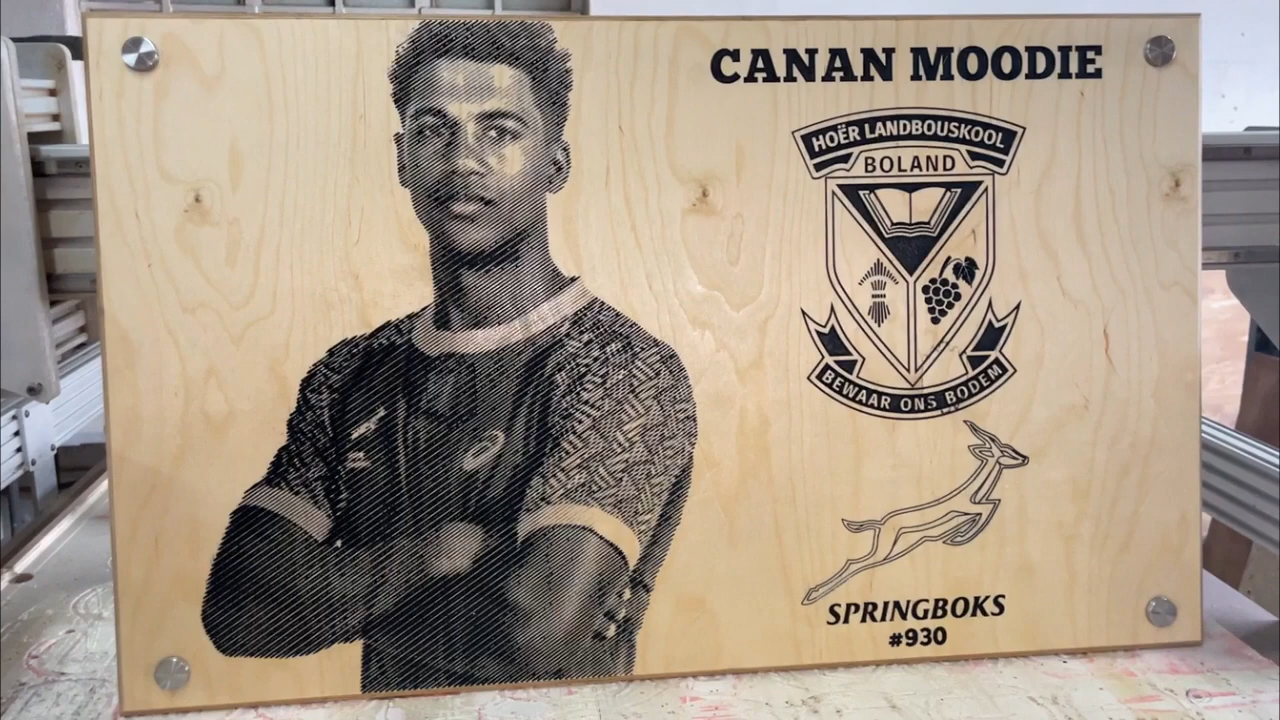 CANAN MOODIE
HOËR LANDBOUSKOOL
BOLAND
BEWAAR ONS BODEM
SPRINGBOKS
#930